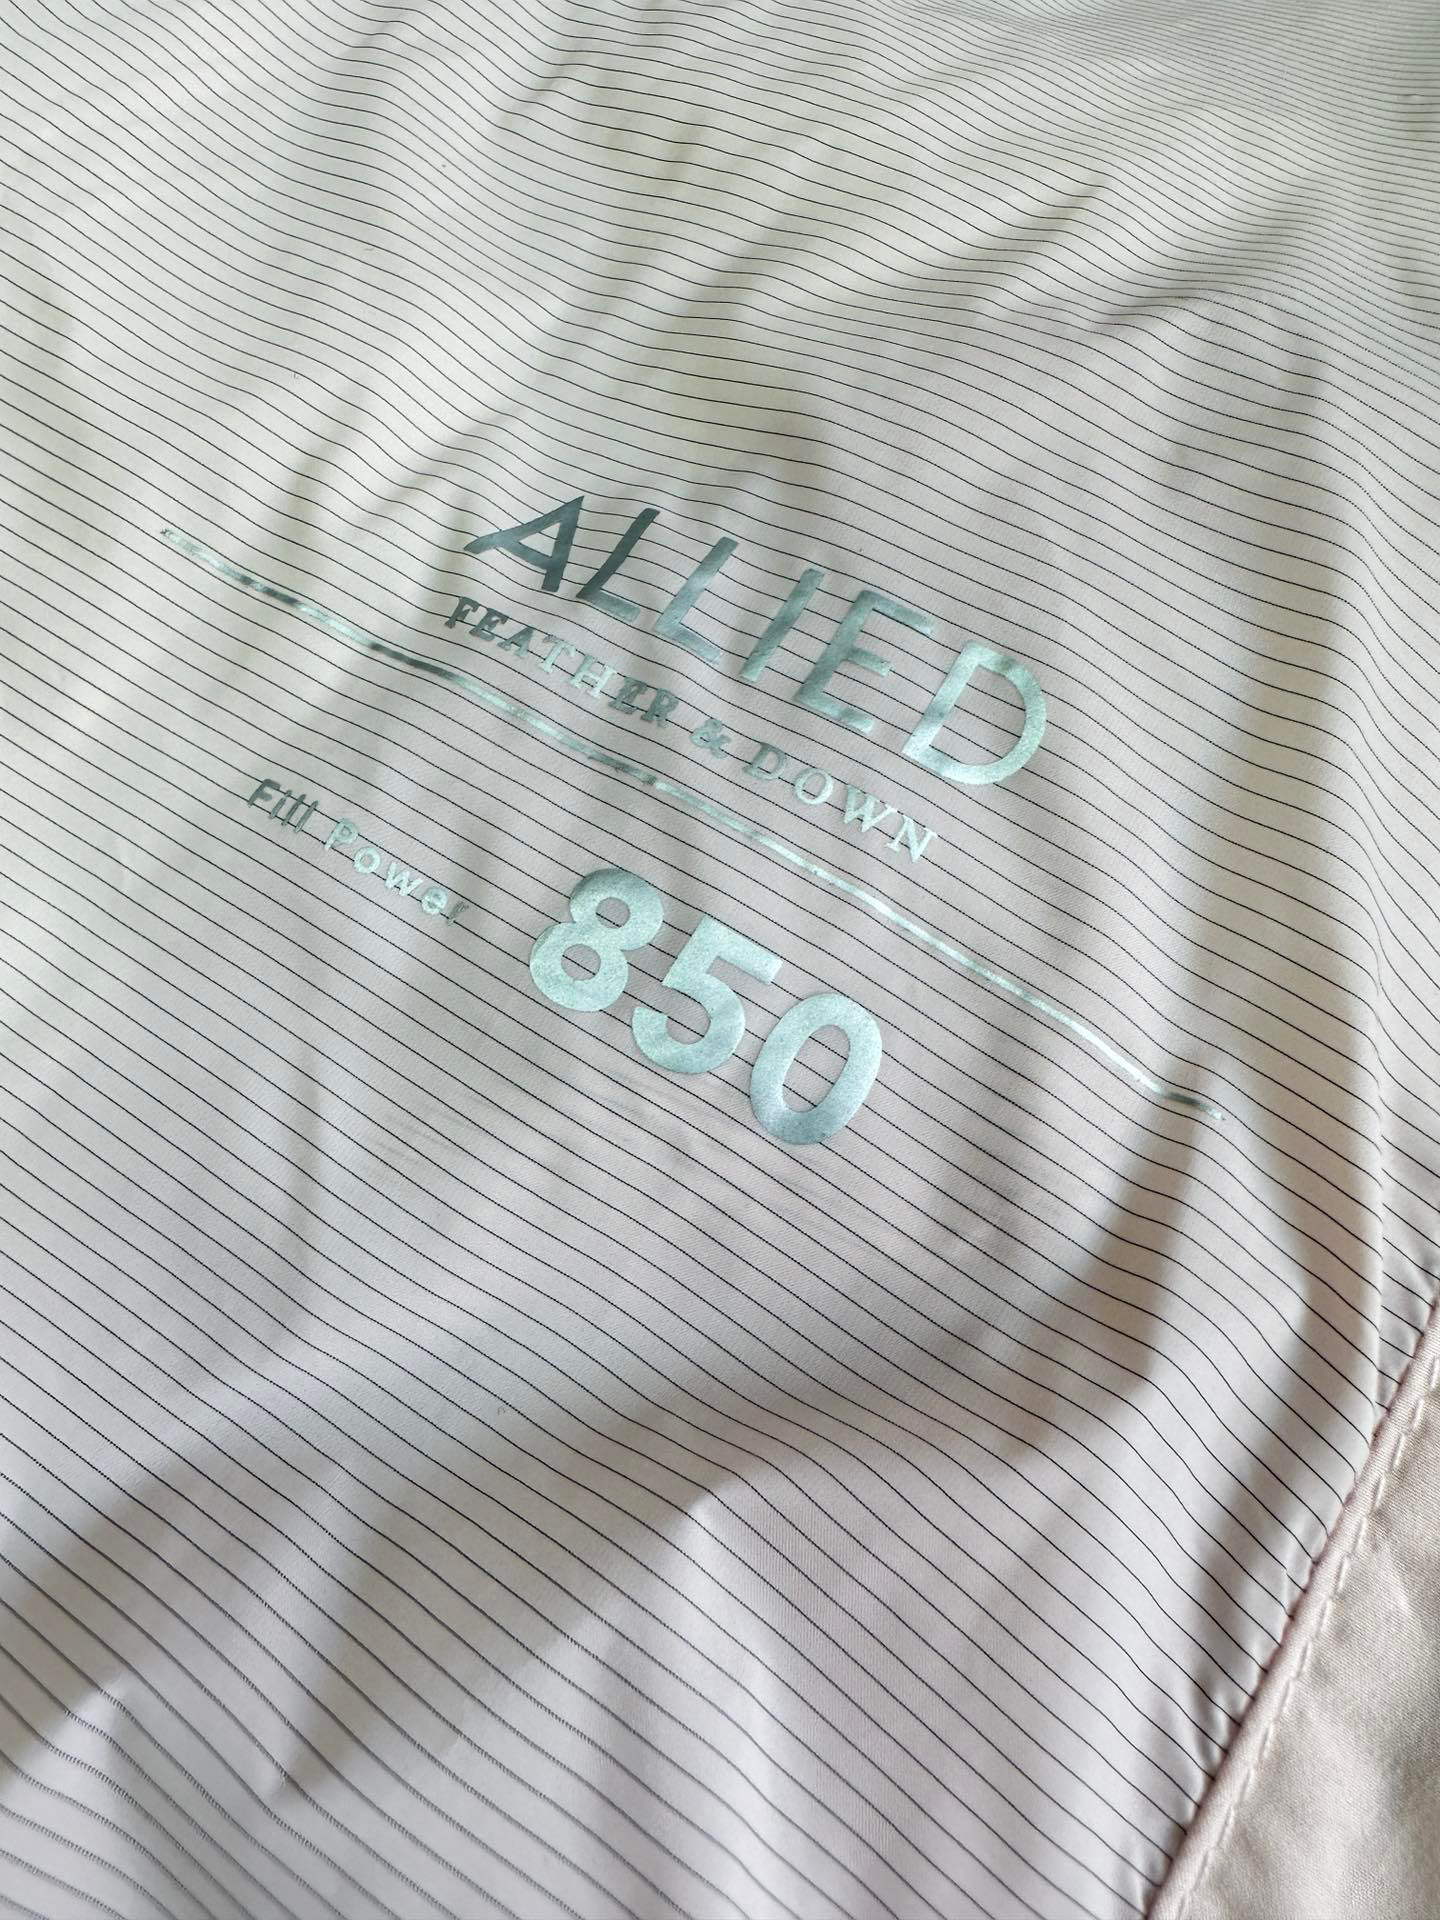 ALLIED
FEATHER & DOWN
Fill Power 850